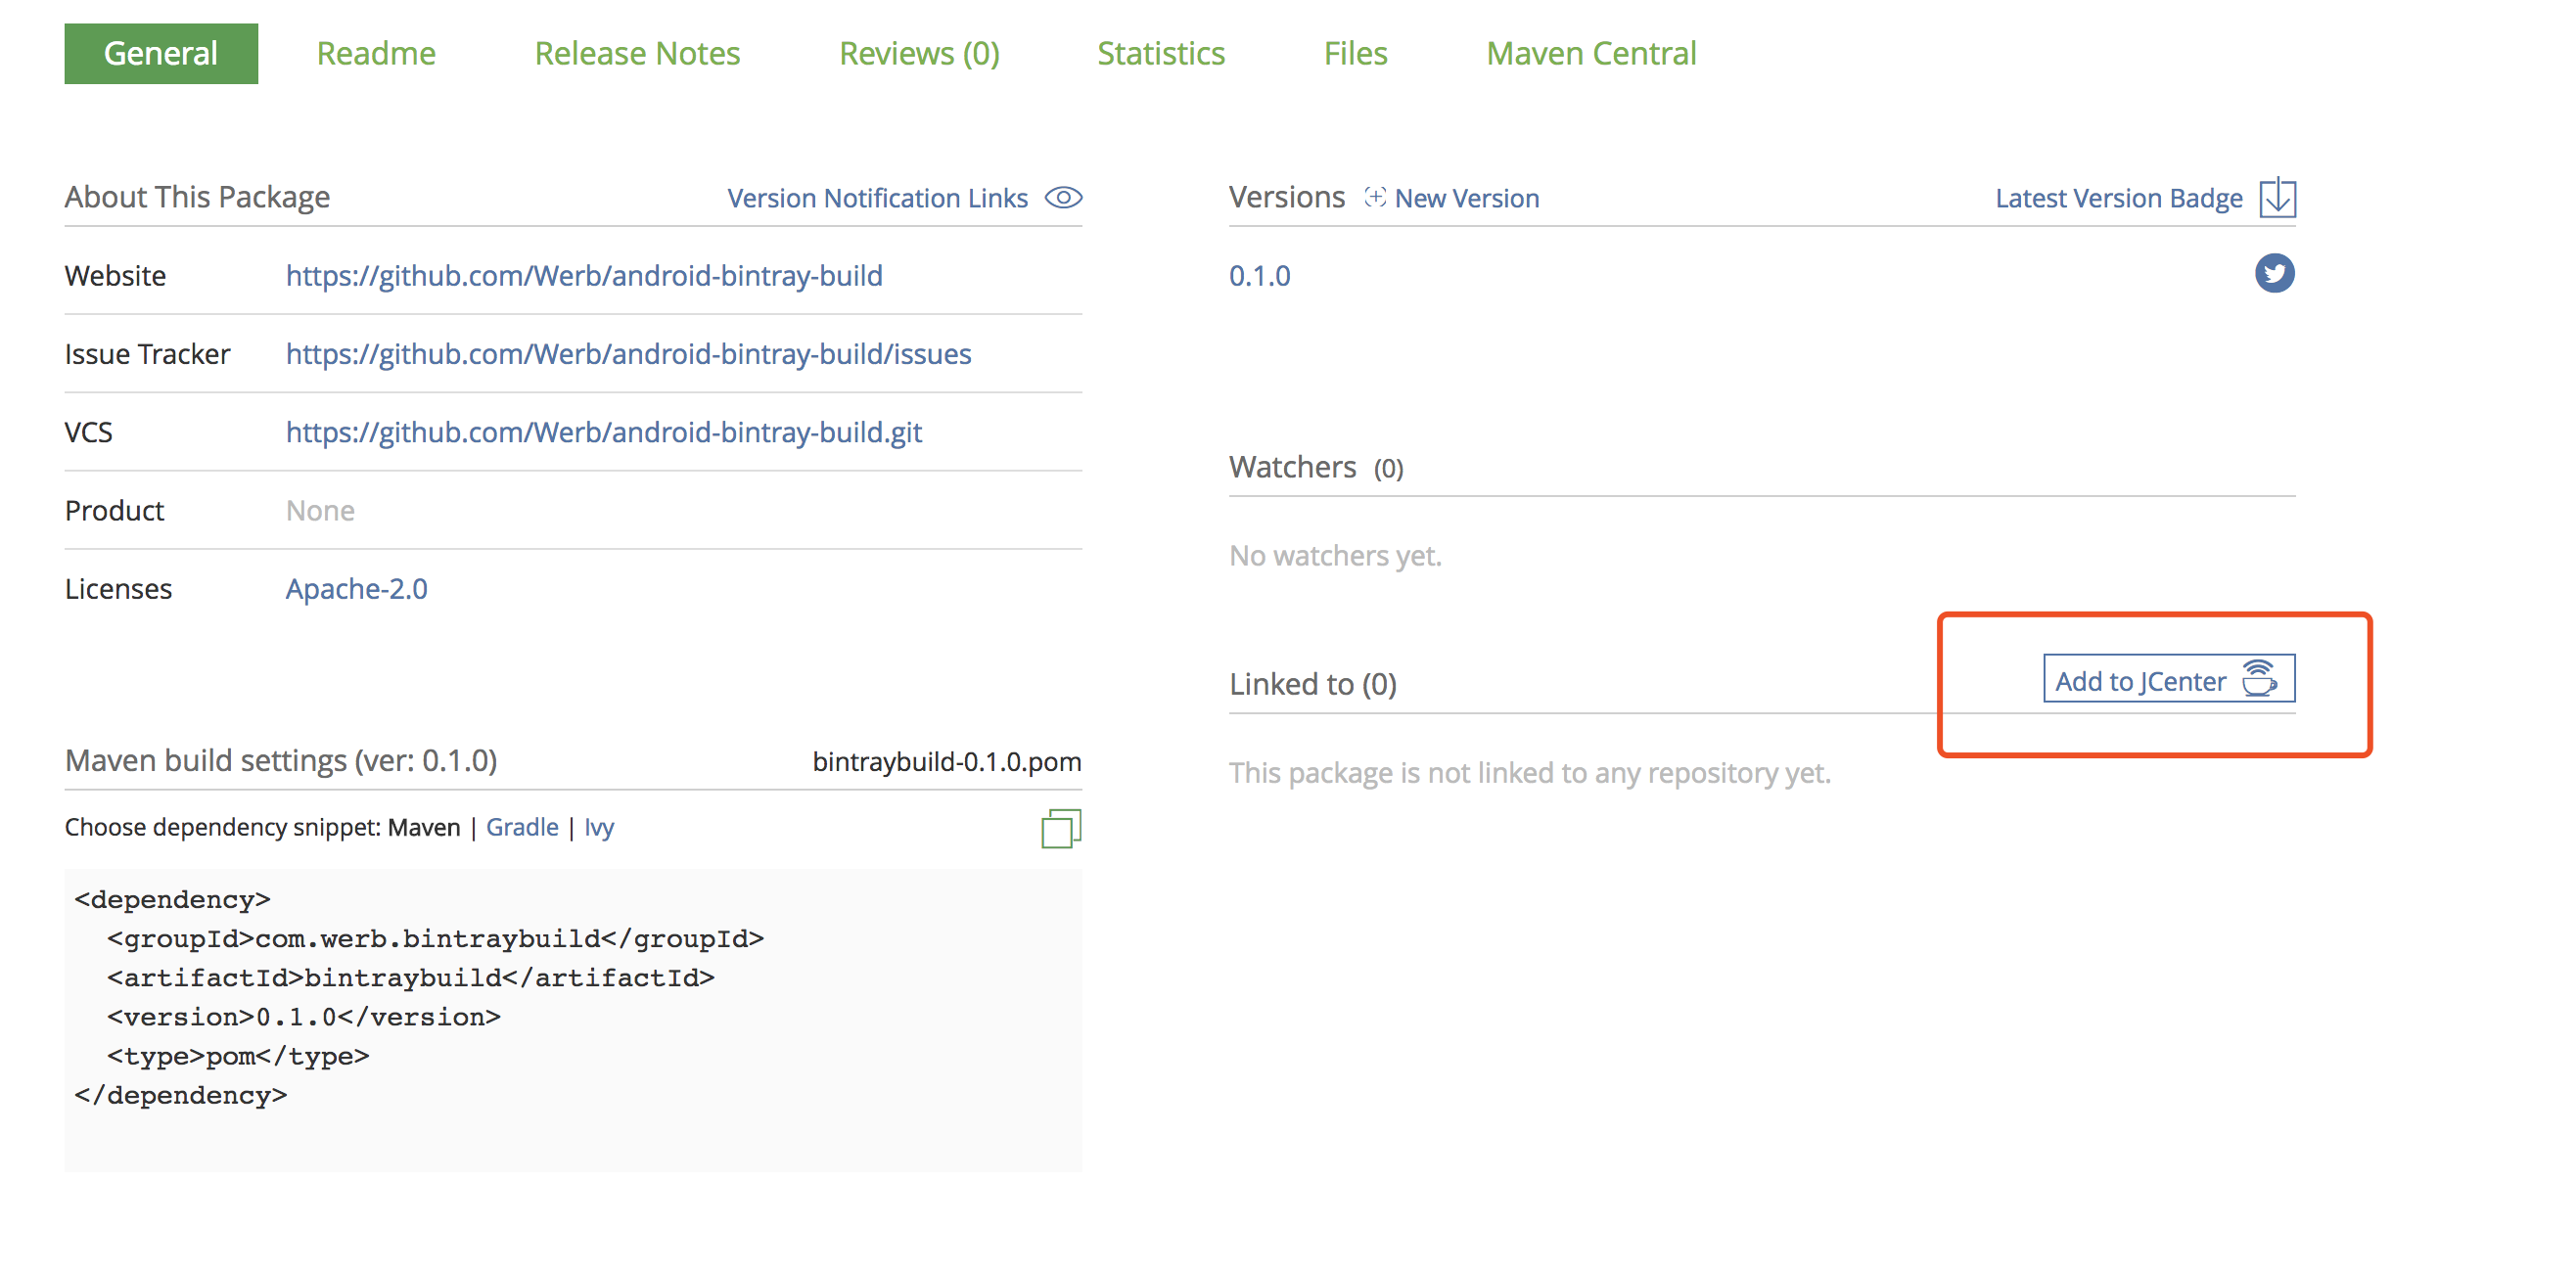 General Readme Release Notes Reviews (0) Statistics Files Maven Central
About This Package Version Notification Links
Website https://github.com/Werb/android-bintray-build
Issue Tracker https://github.com/Werb/android-bintray-build/issues
VCS https://github.com/Werb/android-bintray-build.git
Product None
Licenses Apache-2.0
Maven build settings (ver: 0.1.0) bintraybuild-0.1.0.pom
Choose dependency snippet: Maven | Gradle | Ivy
<dependency>
  <groupId>com.werb.bintraybuild</groupId>
  <artifactId>bintraybuild</artifactId>
  <version>0.1.0</version>
  <type>pom</type>
</dependency>
Versions New Version Latest Version Badge
0.1.0
Watchers (0)
No watchers yet.
Linked to (0) Add to JCenter
This package is not linked to any repository yet.